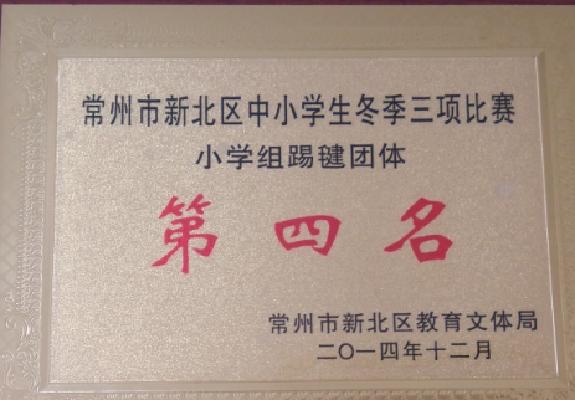 常州市新北区中小学生冬季三项比赛
小学组踢毽团体
第四名
常州市新北区教育文体局
二〇一四年十二月